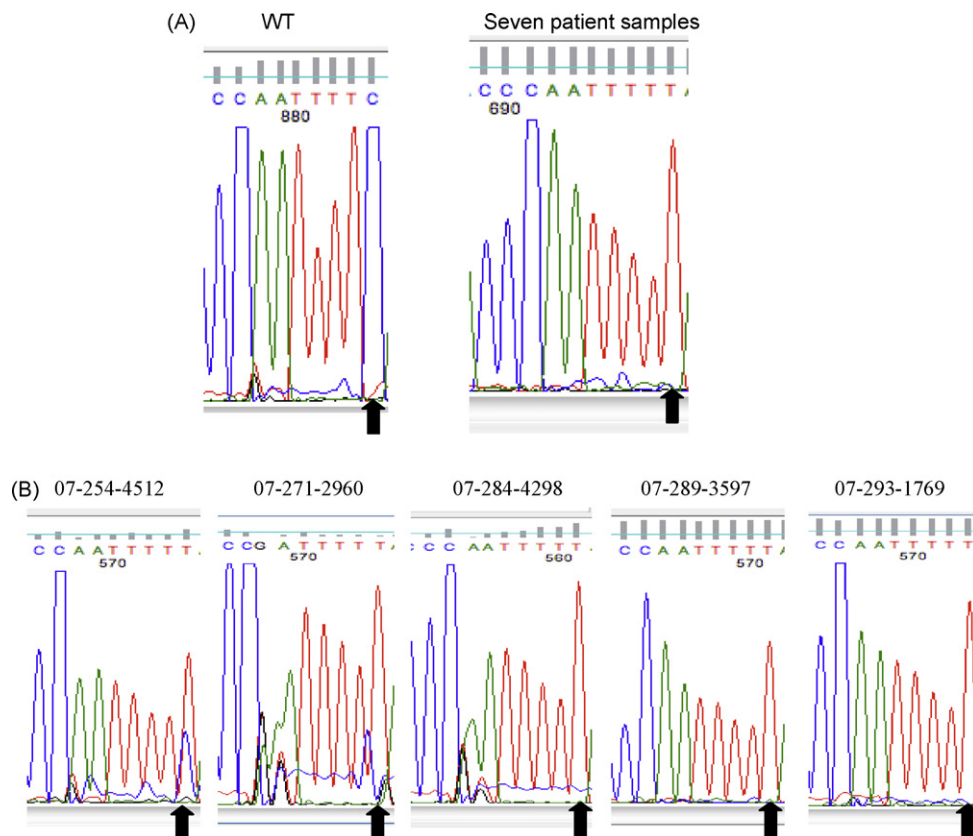 (A) WT Seven patient samples
C C A A T T T T C
880
C C C A A T T T T T A
690
(B) 07-254-4512 07-271-2960 07-284-4298 07-289-3597 07-293-1769
C C A A T T T T T
570
C C G A T T T T T A
570
C C C A A T T T T T A
560
C C A A T T T T T A
570
C C A A T T T T T
570